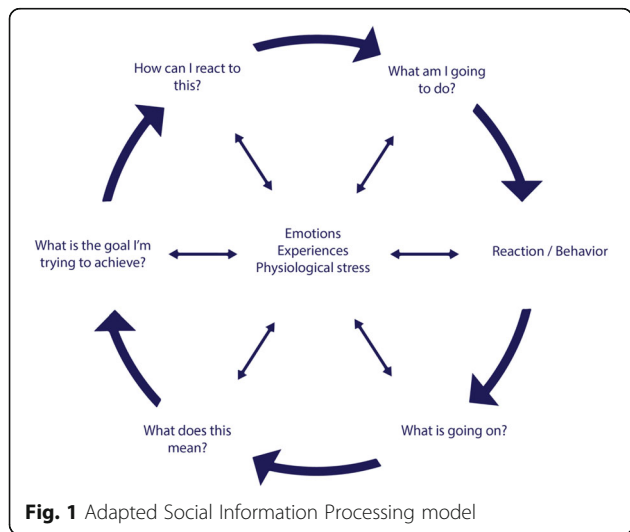 How can I react to
this?
What am I going
to do?
Emotions
Experiences
Physiological stress
What is the goal I'm
trying to achieve?
Reaction / Behavior
What does this
mean?
What is going on?
Fig. 1 Adapted Social Information Processing model